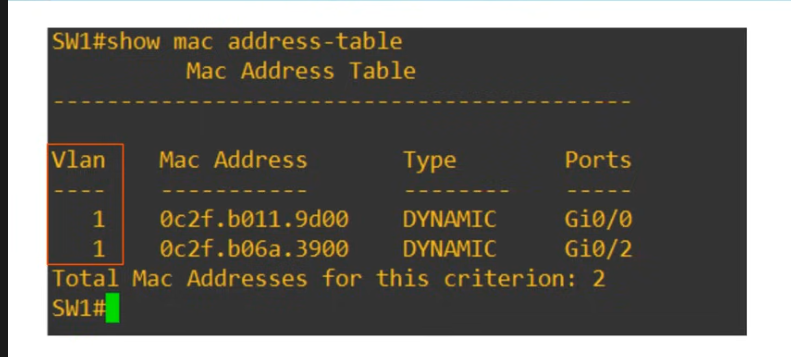 SW1#show mac address-table
Mac Address Table
-------------------------------------------
Vlan Mac Address Type Ports
---- ----------- -------- -----
1 0c2f.b011.9d00 DYNAMIC Gi0/0
1 0c2f.b06a.3900 DYNAMIC Gi0/2
Total Mac Addresses for this criterion: 2
SW1#